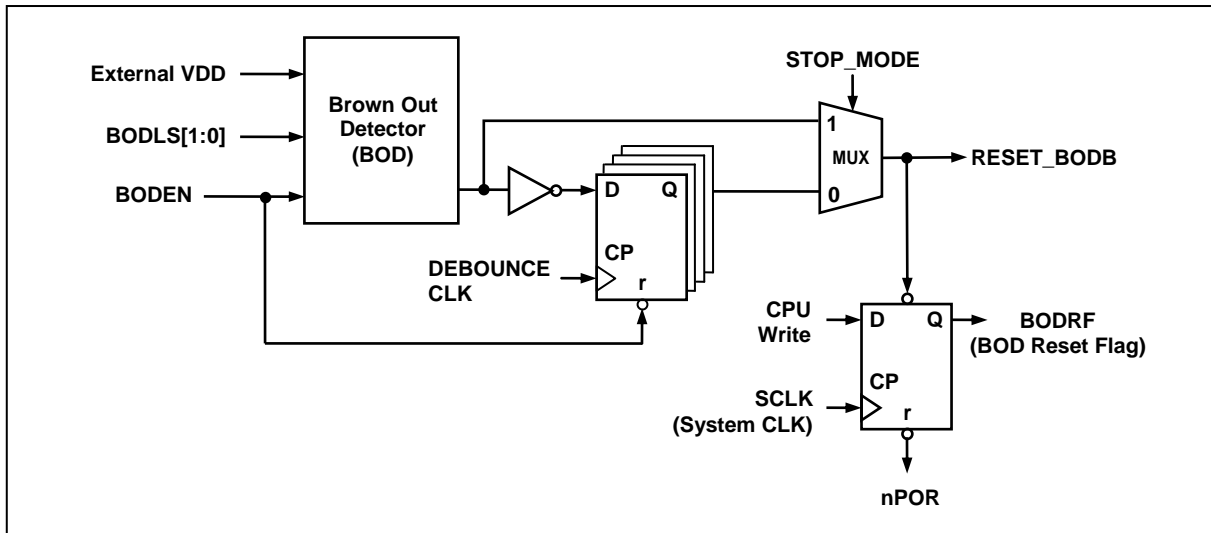 STOP_MODE
External VDD
Brown Out
Detector
(BOD)
BODLS[1:0]
BODEN
1
MUX
0
RESET_BODB
D
Q
CP
r
DEBOUNCE
CLK
CPU
Write
D
Q
BODRF
(BOD Reset Flag)
CP
SCLK
(System CLK)
r
nPOR